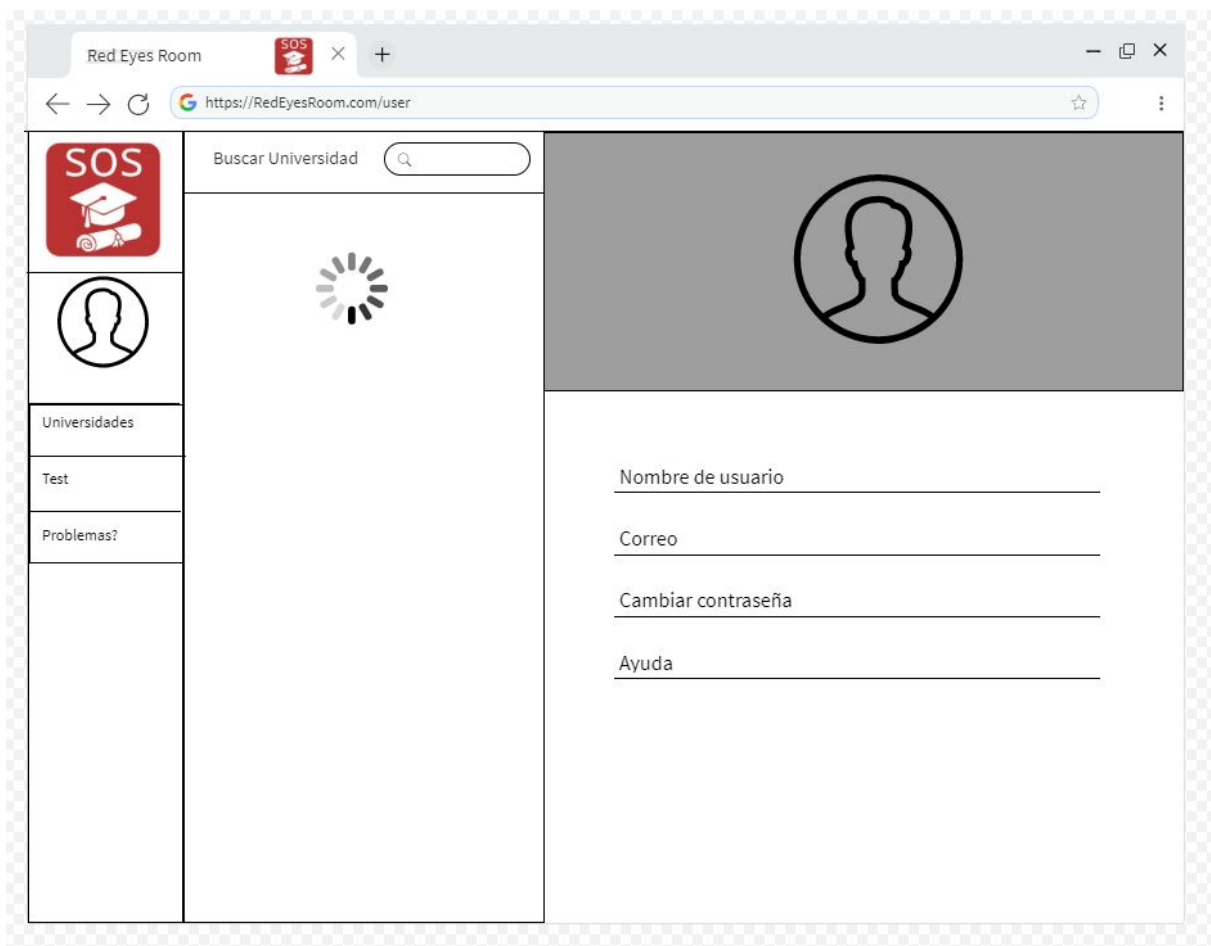 Red Eyes Room
SOS
https://RedEyesRoom.com/user
SOS
Buscar Universidad
Universidades
Test
Problemas?
Nombre de usuario
Correo
Cambiar contraseña
Ayuda